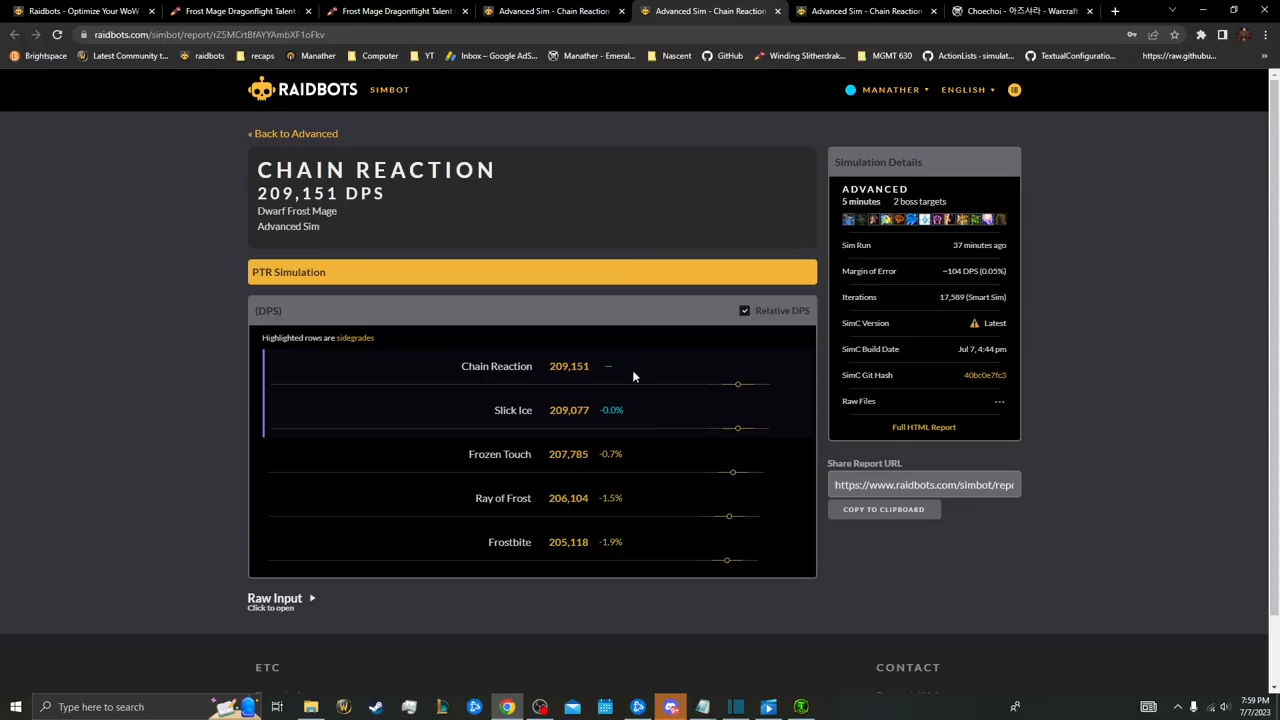 Raidbots - Optimize Your WoW
Frost Mage Dragonflight Talent
Frost Mage Dragonflight Talent
Advanced Sim - Chain Reaction
Advanced Sim - Chain Reaction
Advanced Sim - Chain Reaction
Choechoi - 아즈샤라 - Warcraft
raidbots.com/simbot/report/rZ5MCrtBfAYYAmbXF1oFkv
Brightspace
Latest Community t...
raidbots
recaps
Manather
Computer
YT
Inbox – Google AdS...
Manather - Emeral...
Nascent
GitHub
Winding Slitherdrak...
MGMT 630
ActionLists - simulat...
TextualConfiguratio...
https://raw.githubu...
»
RAIDBOTS
SIMBOT
MANATHER
ENGLISH
« Back to Advanced
CHAIN REACTION
209,151 DPS
Dwarf Frost Mage
Advanced Sim
PTR Simulation
(DPS)
Relative DPS
Highlighted rows are sidegrades
Chain Reaction 209,151 –
Slick Ice 209,077 -0.0%
Frozen Touch 207,785 -0.7%
Ray of Frost 206,104 -1.5%
Frostbite 205,118 -1.9%
Raw Input
Click to open
Simulation Details
ADVANCED
5 minutes 2 boss targets
Sim Run 37 minutes ago
Margin of Error ~104 DPS (0.05%)
Iterations 17,589 (Smart Sim)
SimC Version Latest
SimC Build Date Jul 7, 4:44 pm
SimC Git Hash 40bc0e7fc3
Raw Files ---
Full HTML Report
Share Report URL
https://www.raidbots.com/simbot/repo
COPY TO CLIPBOARD
ETC
CONTACT
Type here to search
7:59 PM
7/7/2023